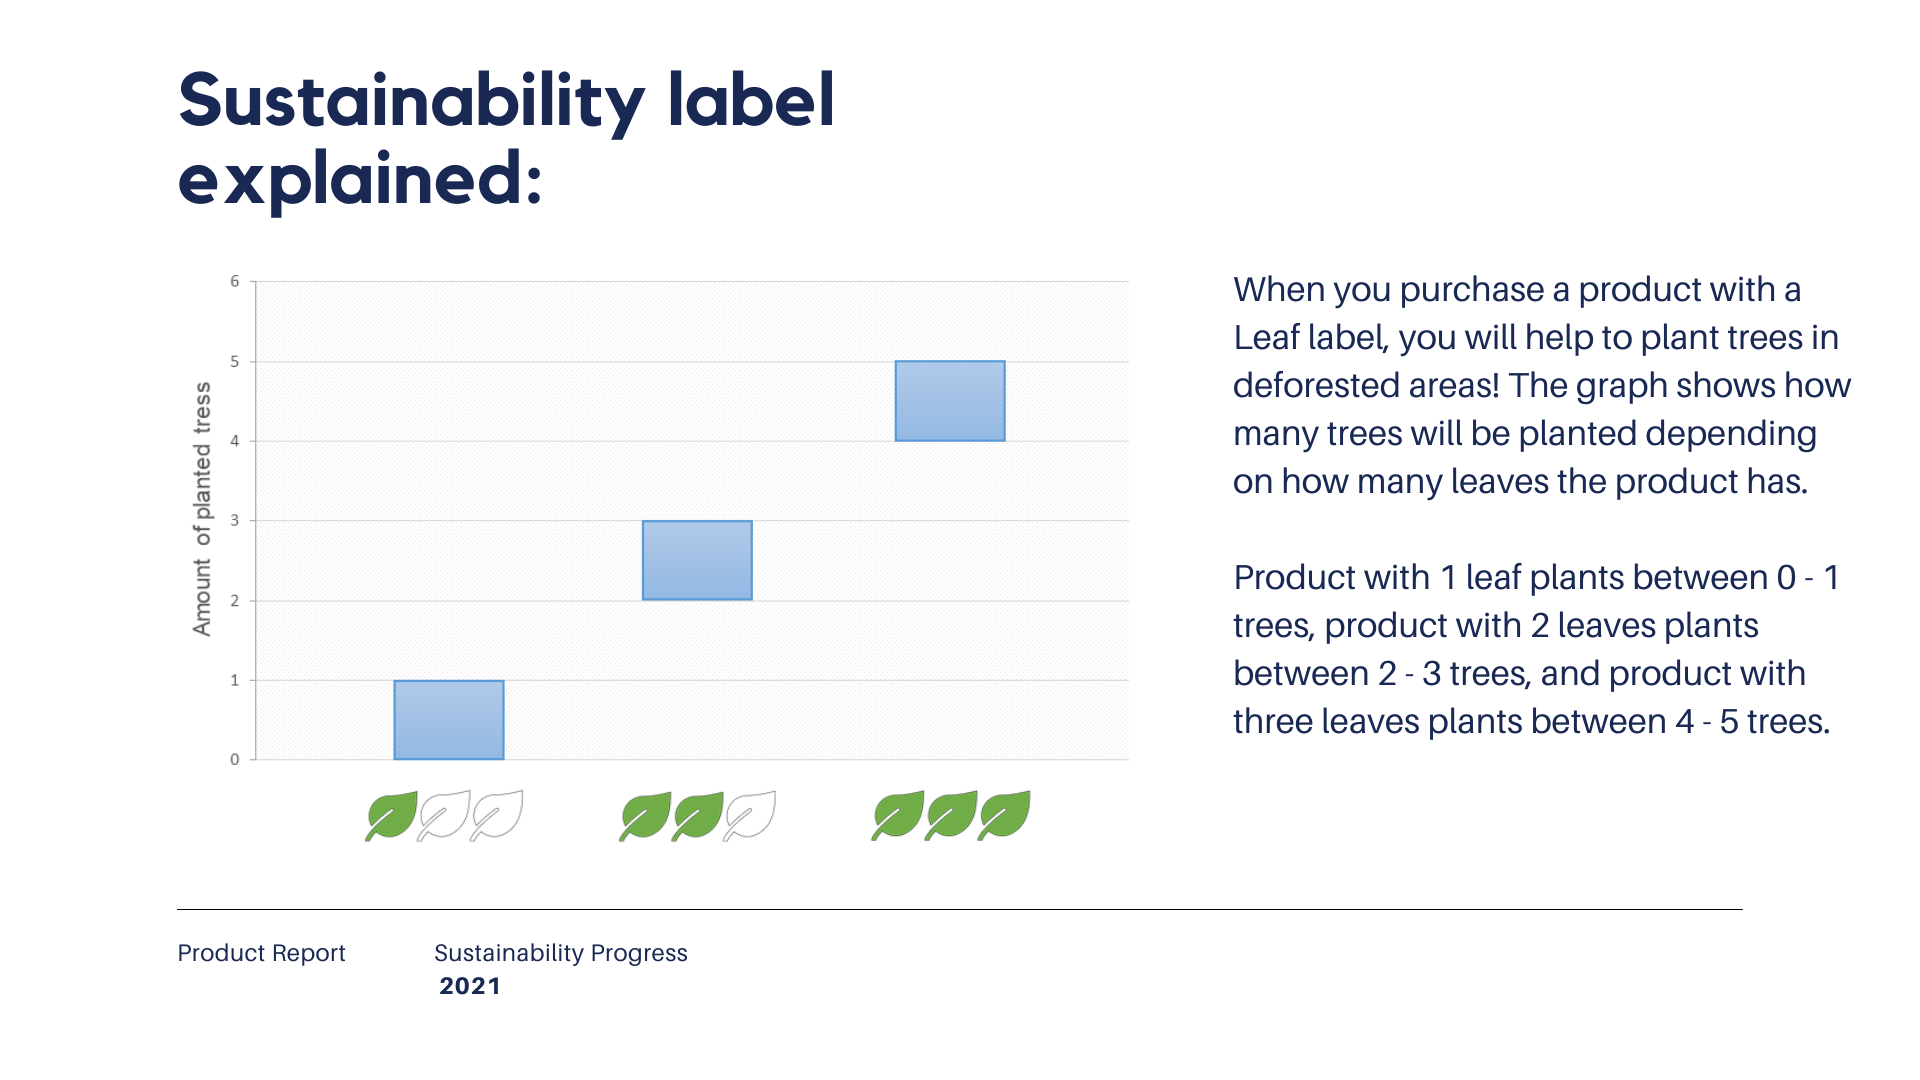 Sustainability label
explained:
6
5
4
3
2
1
0
Amount of planted tress
When you purchase a product with a
Leaf label, you will help to plant trees in
deforested areas! The graph shows how
many trees will be planted depending
on how many leaves the product has.
Product with 1 leaf plants between 0 - 1
trees, product with 2 leaves plants
between 2 - 3 trees, and product with
three leaves plants between 4 - 5 trees.
Product Report
Sustainability Progress
2021